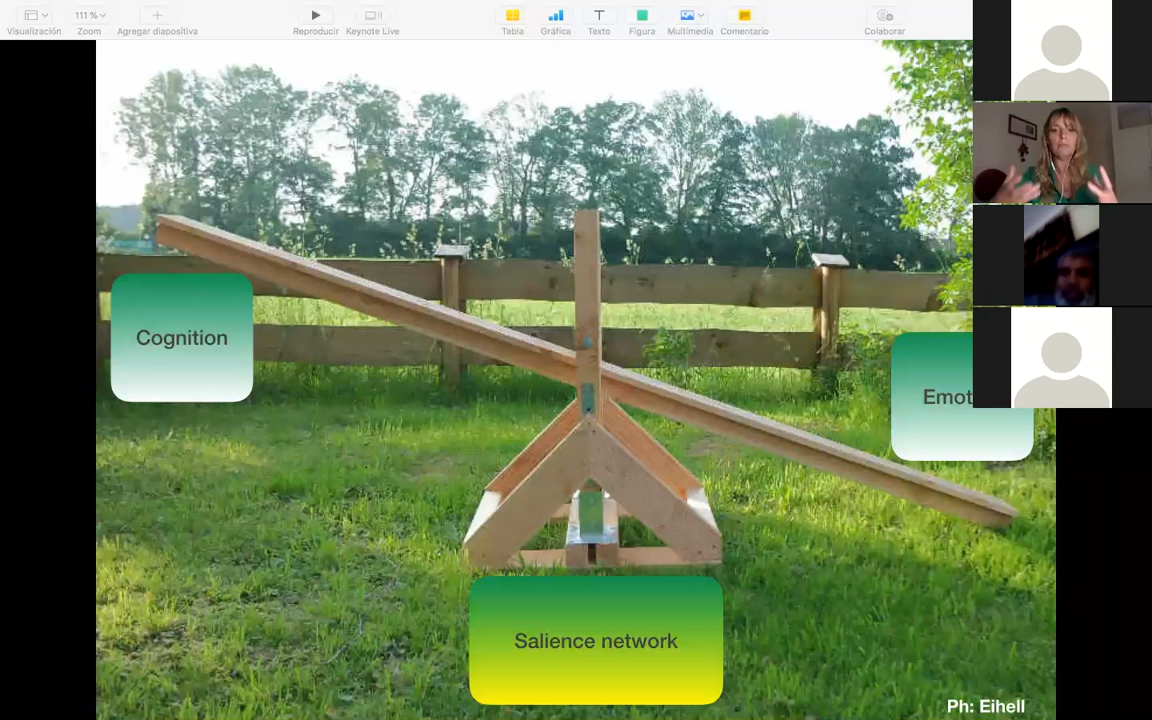 111 %
Visualización
Zoom
Agregar diapositiva
Reproducir
Keynote Live
Tabla
Gráfica
Texto
Figura
Multimedia
Comentario
Colaborar
Cognition
Emot
Salience network
Ph: Eihell